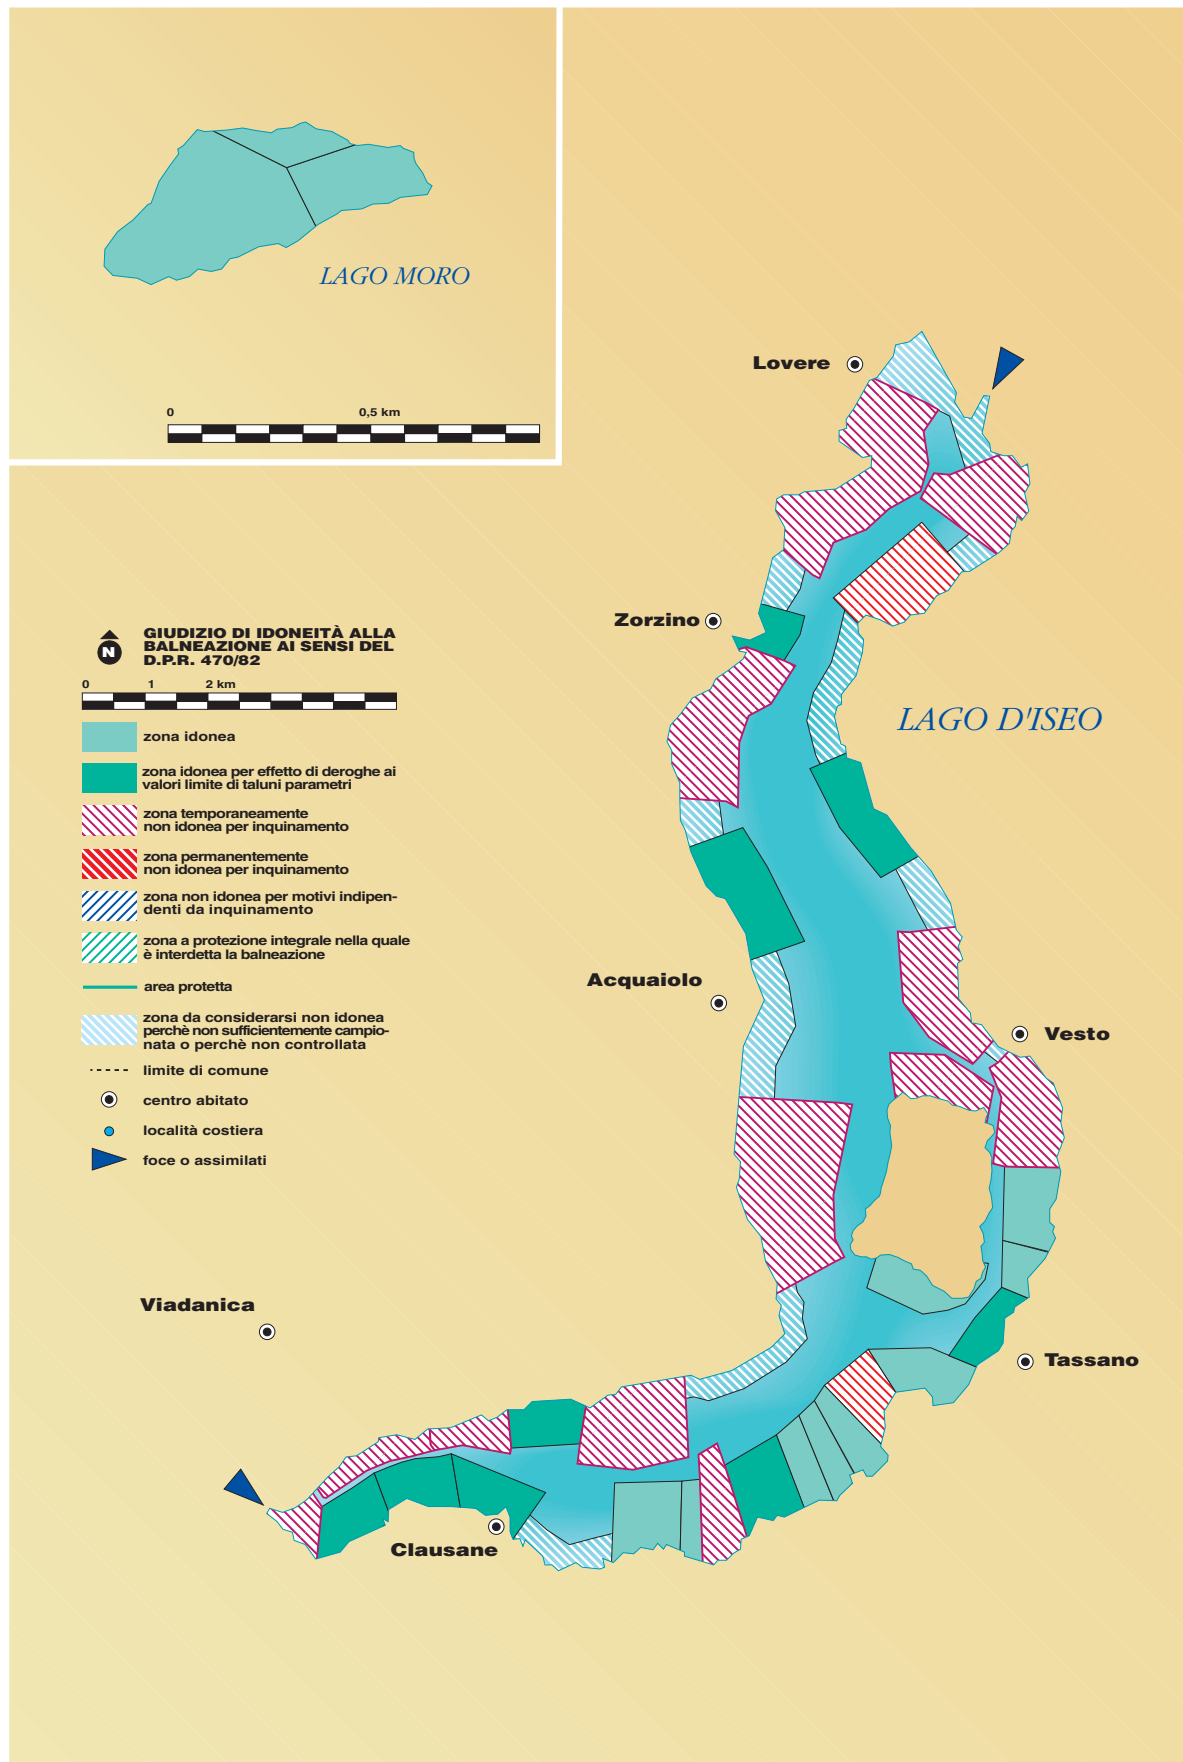 LAGO MORO
0 0,5 km
Lovere
Zorzino
N
GIUDIZIO DI IDONEITÀ ALLA
BALNEAZIONE AI SENSI DEL
D.P.R. 470/82
0 1 2 km
LAGO D'ISEO
zona idonea
zona idonea per effetto di deroghe ai
valori limite di taluni parametri
zona temporaneamente
non idonea per inquinamento
zona permanentemente
non idonea per inquinamento
zona non idonea per motivi indipen-
denti da inquinamento
zona a protezione integrale nella quale
è interdetta la balneazione
area protetta
zona da considerarsi non idonea
perchè non sufficientemente campio-
nata o perchè non controllata
limite di comune
centro abitato
località costiera
foce o assimilati
Acquaiolo
Vesto
Viadanica
Tassano
Clausane